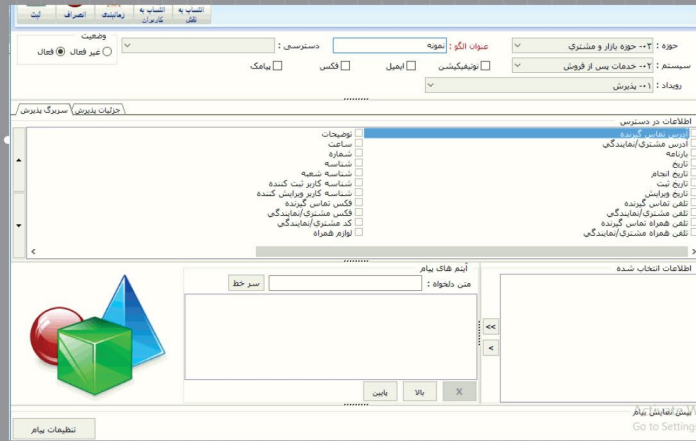 انتساب به نقش
انتساب به کاربران
زمانبندی
انصراف
ثبت
حوزه : ۰۳- حوزه بازار و مشتری
عنوان الگو : نمونه
دسترسی :
وضعیت
غیر فعال
فعال
سیستم : ۰۲- خدمات پس از فروش
نوتیفیکیشن
ایمیل
فکس
پیامک
رویداد : ۰۱- پذیرش
جزئیات پذیرش
سربرگ پذیرش
اطلاعات در دسترس
آدرس تماس گیرنده
آدرس مشتری/نمایندگی
بارنامه
تاریخ
تاریخ انجام
تاریخ ثبت
تاریخ ویرایش
تلفن تماس گیرنده
تلفن مشتری/نمایندگی
تلفن همراه تماس گیرنده
تلفن همراه مشتری/نمایندگی
توضیحات
ساعت
شماره
شناسه
شناسه شعبه
شناسه کاربر ثبت کننده
شناسه کاربر ویرایش کننده
فکس تماس گیرنده
فکس مشتری/نمایندگی
کد مشتری/نمایندگی
لوازم همراه
اطلاعات انتخاب شده
آیتم های پیام
متن دلخواه :
سر خط
>>
>
X
بالا
پایین
پیش نمایش پیام
Activate W
Go to Setting
تنظیمات پیام